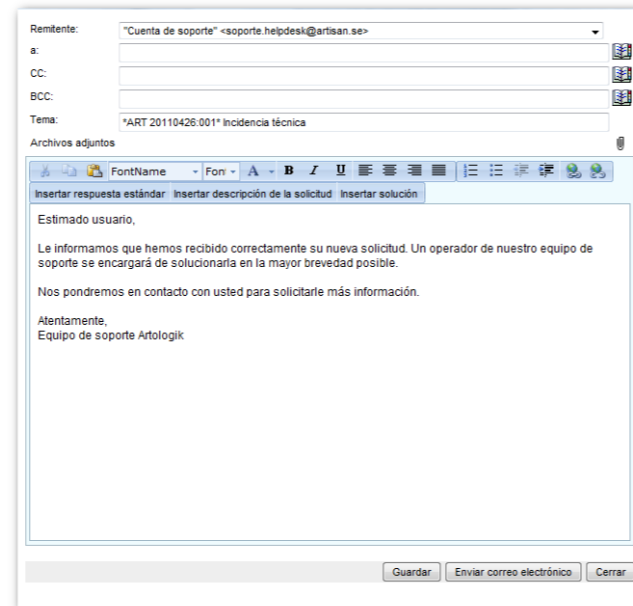 Remitente: "Cuenta de soporte" <soporte.helpdesk@artisan.se>
a:
CC:
BCC:
Tema: *ART 20110426:001* Incidencia técnica
Archivos adjuntos
FontName Fon A B I U
Insertar respuesta estándar Insertar descripción de la solicitud Insertar solución
Estimado usuario,
Le informamos que hemos recibido correctamente su nueva solicitud. Un operador de nuestro equipo de
soporte se encargará de solucionarla en la mayor brevedad posible.
Nos pondremos en contacto con usted para solicitarle más información.
Atentamente,
Equipo de soporte Artologik
Guardar Enviar correo electrónico Cerrar